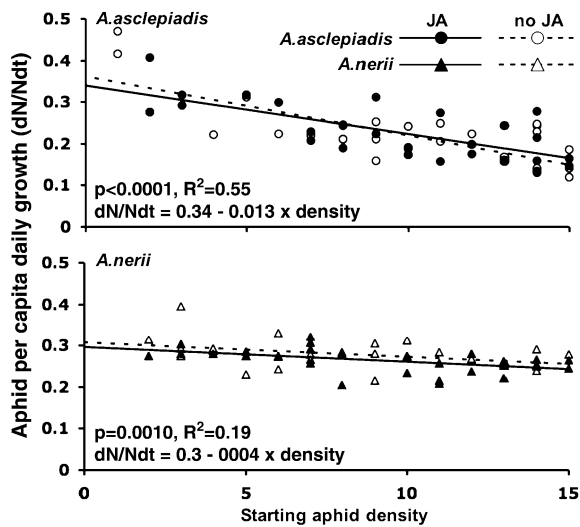 A.asclepiadis
JA no JA
A.asclepiadis
A.nerii
0.5
0.4
0.3
0.2
0.1
0
p<0.0001, R²=0.55
dN/Ndt = 0.34 - 0.013 x density
Aphid per capita daily growth (dN/Ndt)
A.nerii
0.5
0.4
0.3
0.2
0.1
0
p=0.0010, R²=0.19
dN/Ndt = 0.3 - 0004 x density
0 5 10 15
Starting aphid density